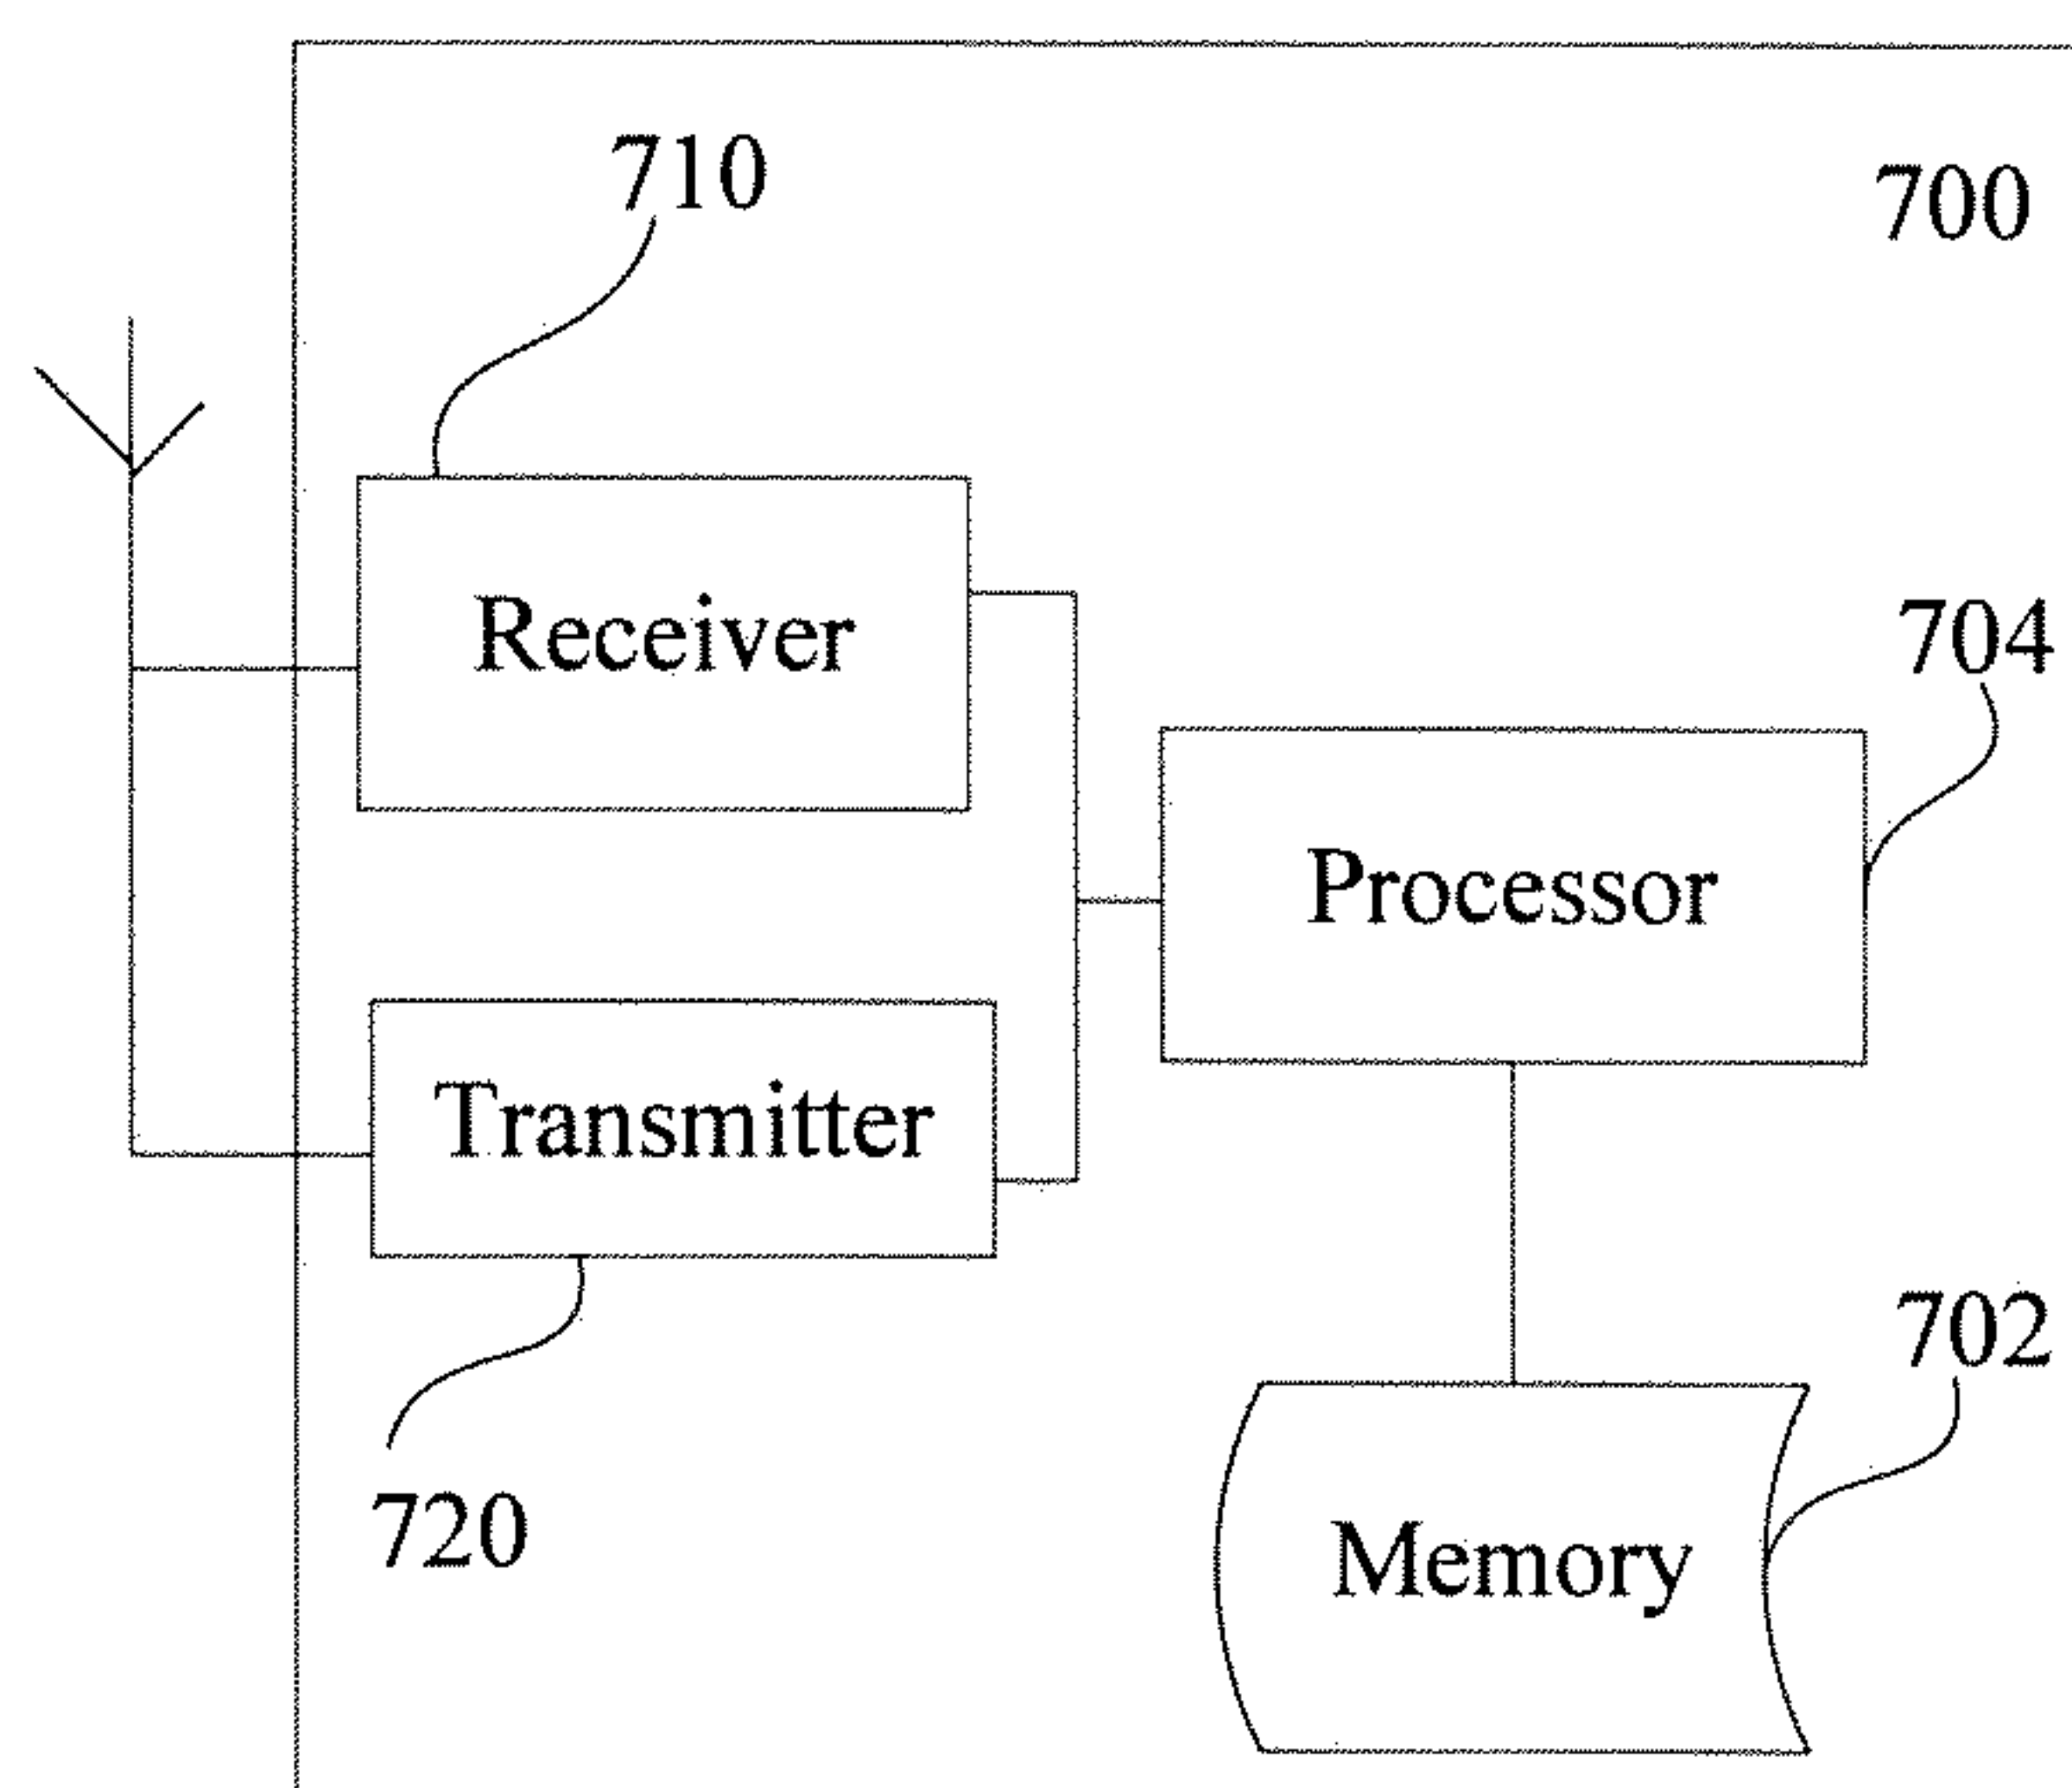 710
700
Receiver
704
Processor
Transmitter
702
720
Memory